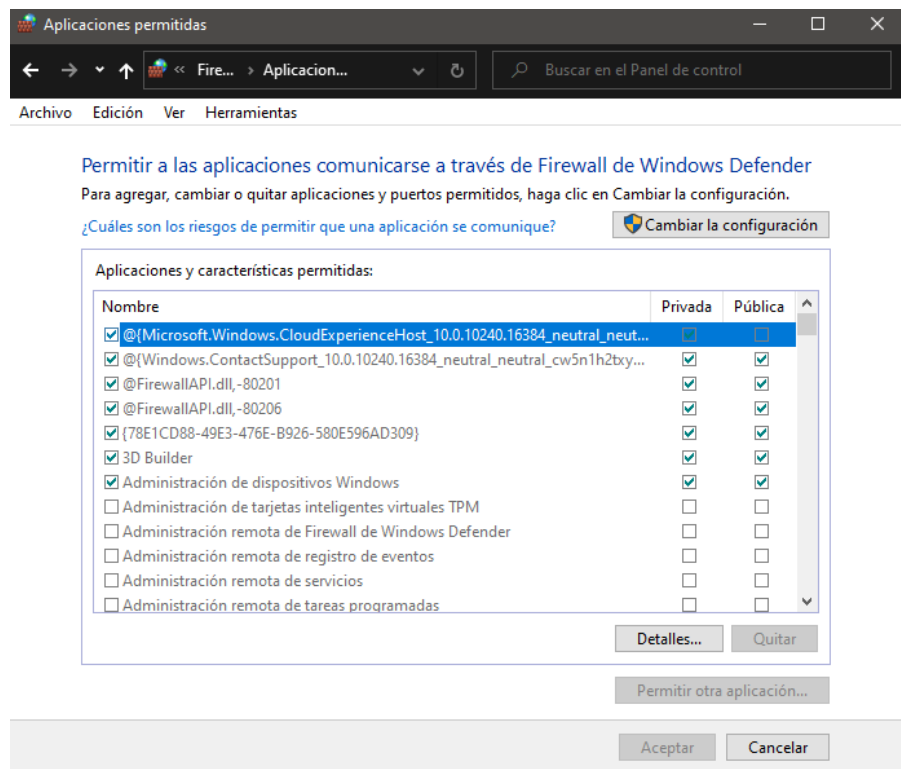 Aplicaciones permitidas
« Fire... › Aplicacion...
Buscar en el Panel de control
Archivo Edición Ver Herramientas
Permitir a las aplicaciones comunicarse a través de Firewall de Windows Defender
Para agregar, cambiar o quitar aplicaciones y puertos permitidos, haga clic en Cambiar la configuración.
¿Cuáles son los riesgos de permitir que una aplicación se comunique?
Cambiar la configuración
Aplicaciones y características permitidas:
Nombre Privada Pública
@{Microsoft.Windows.CloudExperienceHost_10.0.10240.16384_neutral_neut...
@{Windows.ContactSupport_10.0.10240.16384_neutral_neutral_cw5n1h2txy...
@FirewallAPI.dll,-80201
@FirewallAPI.dll,-80206
{78E1CD88-49E3-476E-B926-580E596AD309}
3D Builder
Administración de dispositivos Windows
Administración de tarjetas inteligentes virtuales TPM
Administración remota de Firewall de Windows Defender
Administración remota de registro de eventos
Administración remota de servicios
Administración remota de tareas programadas
Detalles... Quitar
Permitir otra aplicación...
Aceptar Cancelar